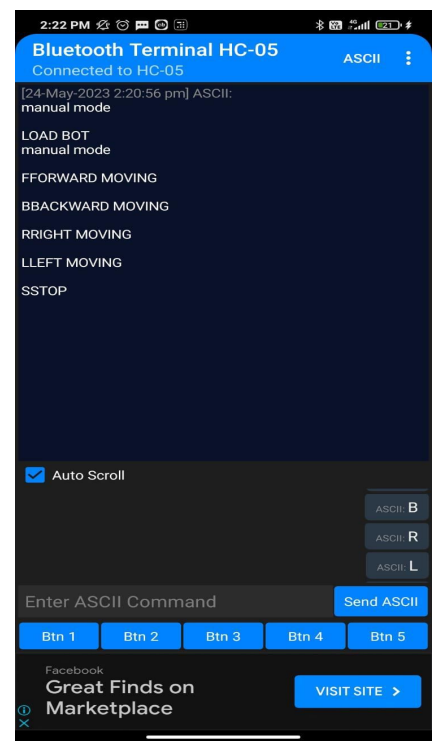 2:22 PM
4G
21
Bluetooth Terminal HC-05
Connected to HC-05
ASCII
[24-May-2023 2:20:56 pm] ASCII:
manual mode
LOAD BOT
manual mode
FFORWARD MOVING
BBACKWARD MOVING
RRIGHT MOVING
LLEFT MOVING
SSTOP
Auto Scroll
ASCII: B
ASCII: R
ASCII: L
Enter ASCII Command
Send ASCII
Btn 1
Btn 2
Btn 3
Btn 4
Btn 5
Facebook
Great Finds on
Marketplace
VISIT SITE